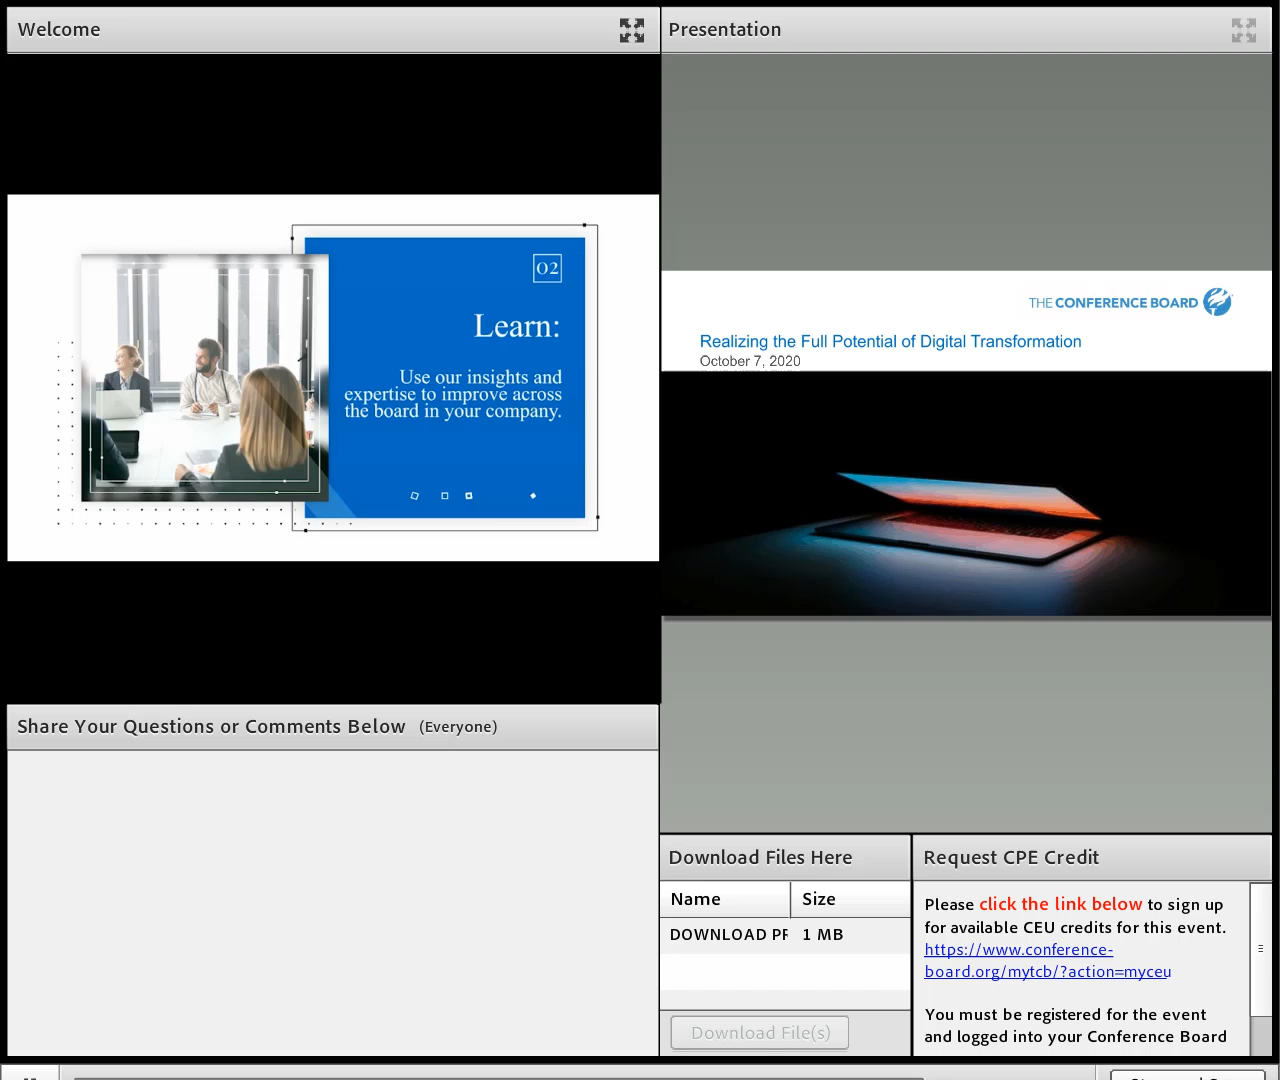 Welcome
02
Learn:
Use our insights and
expertise to improve across
the board in your company.
Share Your Questions or Comments Below (Everyone)
Presentation
THE CONFERENCE BOARD
Realizing the Full Potential of Digital Transformation
October 7, 2020
Download Files Here
Name Size
DOWNLOAD 1 MB
Download File(s)
Request CPE Credit
Please click the link below to sign up
for available CEU credits for this event.
https://www.conference-
board.org/mytcb/?action=myceu
You must be registered for the event
and logged into your Conference Board